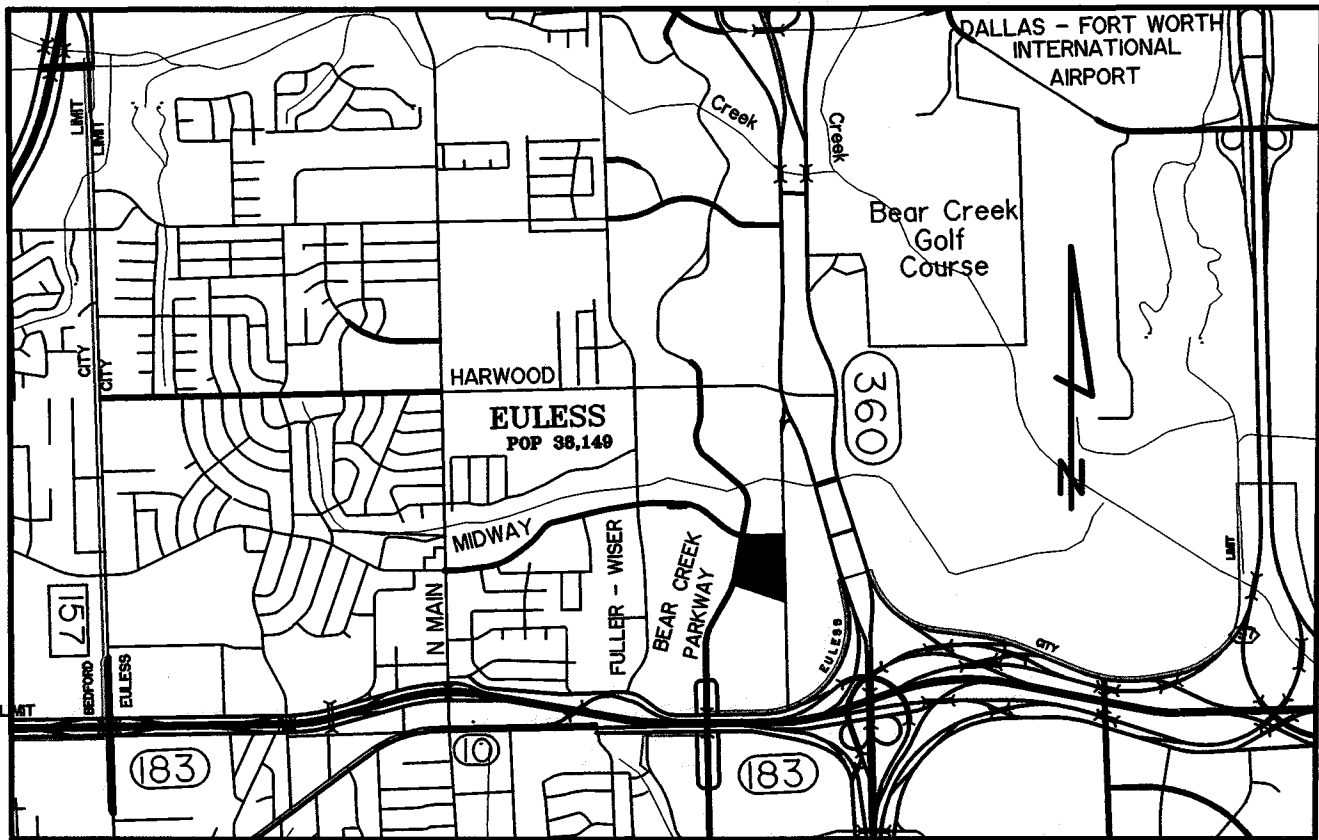 DALLAS - FORT WORTH
INTERNATIONAL
AIRPORT
LIMIT
LIMIT
Creek
Creek
Bear Creek
Golf
Course
CITY
CITY
HARWOOD
360
EULESS
POP 38,149
N
MIDWAY
FULLER - WISER
BEAR CREEK
PARKWAY
N MAIN
157
LIMIT
EULESS
CITY
BEDFORD
EULESS
LIMIT
183
10
183